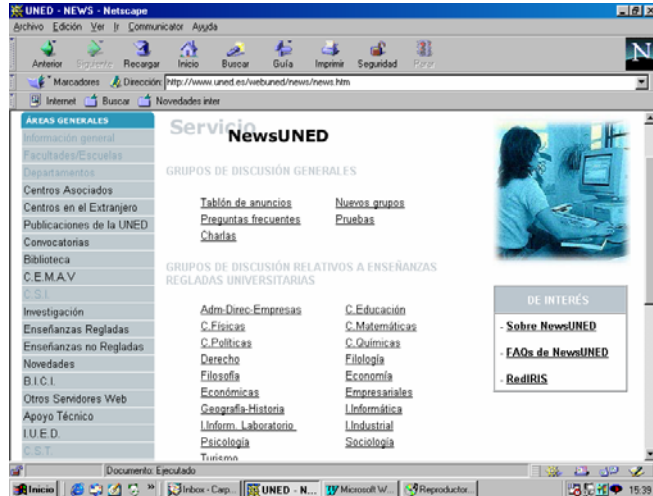 UNED - NEWS - Netscape
Archivo Edición Ver Ir Communicator Ayuda
Anterior Siguiente Recargar Inicio Buscar Guía Imprimir Seguridad Parar
N
Marcadores Dirección: http://www.uned.es/webuned/news/news.htm
Internet Buscar Novedades inter
ÁREAS GENERALES
Información general
Facultades/Escuelas
Departamentos
Centros Asociados
Centros en el Extranjero
Publicaciones de la UNED
Convocatorias
Biblioteca
C.E.M.A.V
C.S.I.
Investigación
Enseñanzas Regladas
Enseñanzas no Regladas
Novedades
B.I.C.I.
Otros Servidores Web
Apoyo Técnico
I.U.E.D.
C.S.T.
Servicio
NewsUNED
GRUPOS DE DISCUSIÓN GENERALES
Tablón de anuncios Nuevos grupos
Preguntas frecuentes Pruebas
Charlas
GRUPOS DE DISCUSIÓN RELATIVOS A ENSEÑANZAS
REGLADAS UNIVERSITARIAS
Adm-Direc-Empresas C.Educación
C.Físicas C.Matemáticas
C.Políticas C.Químicas
Derecho Filología
Filosofía Economía
Económicas Empresariales
Geografía-Historia I.Informática
I.Inform. Laboratorio I.Industrial
Psicología Sociología
Turismo
DE INTERÉS
- Sobre NewsUNED
- FAQs de NewsUNED
- RedIRIS
Documento: Ejecutado
Inicio » Inbox - Carp... UNED - N... Microsoft W... Reproductor... 15:39